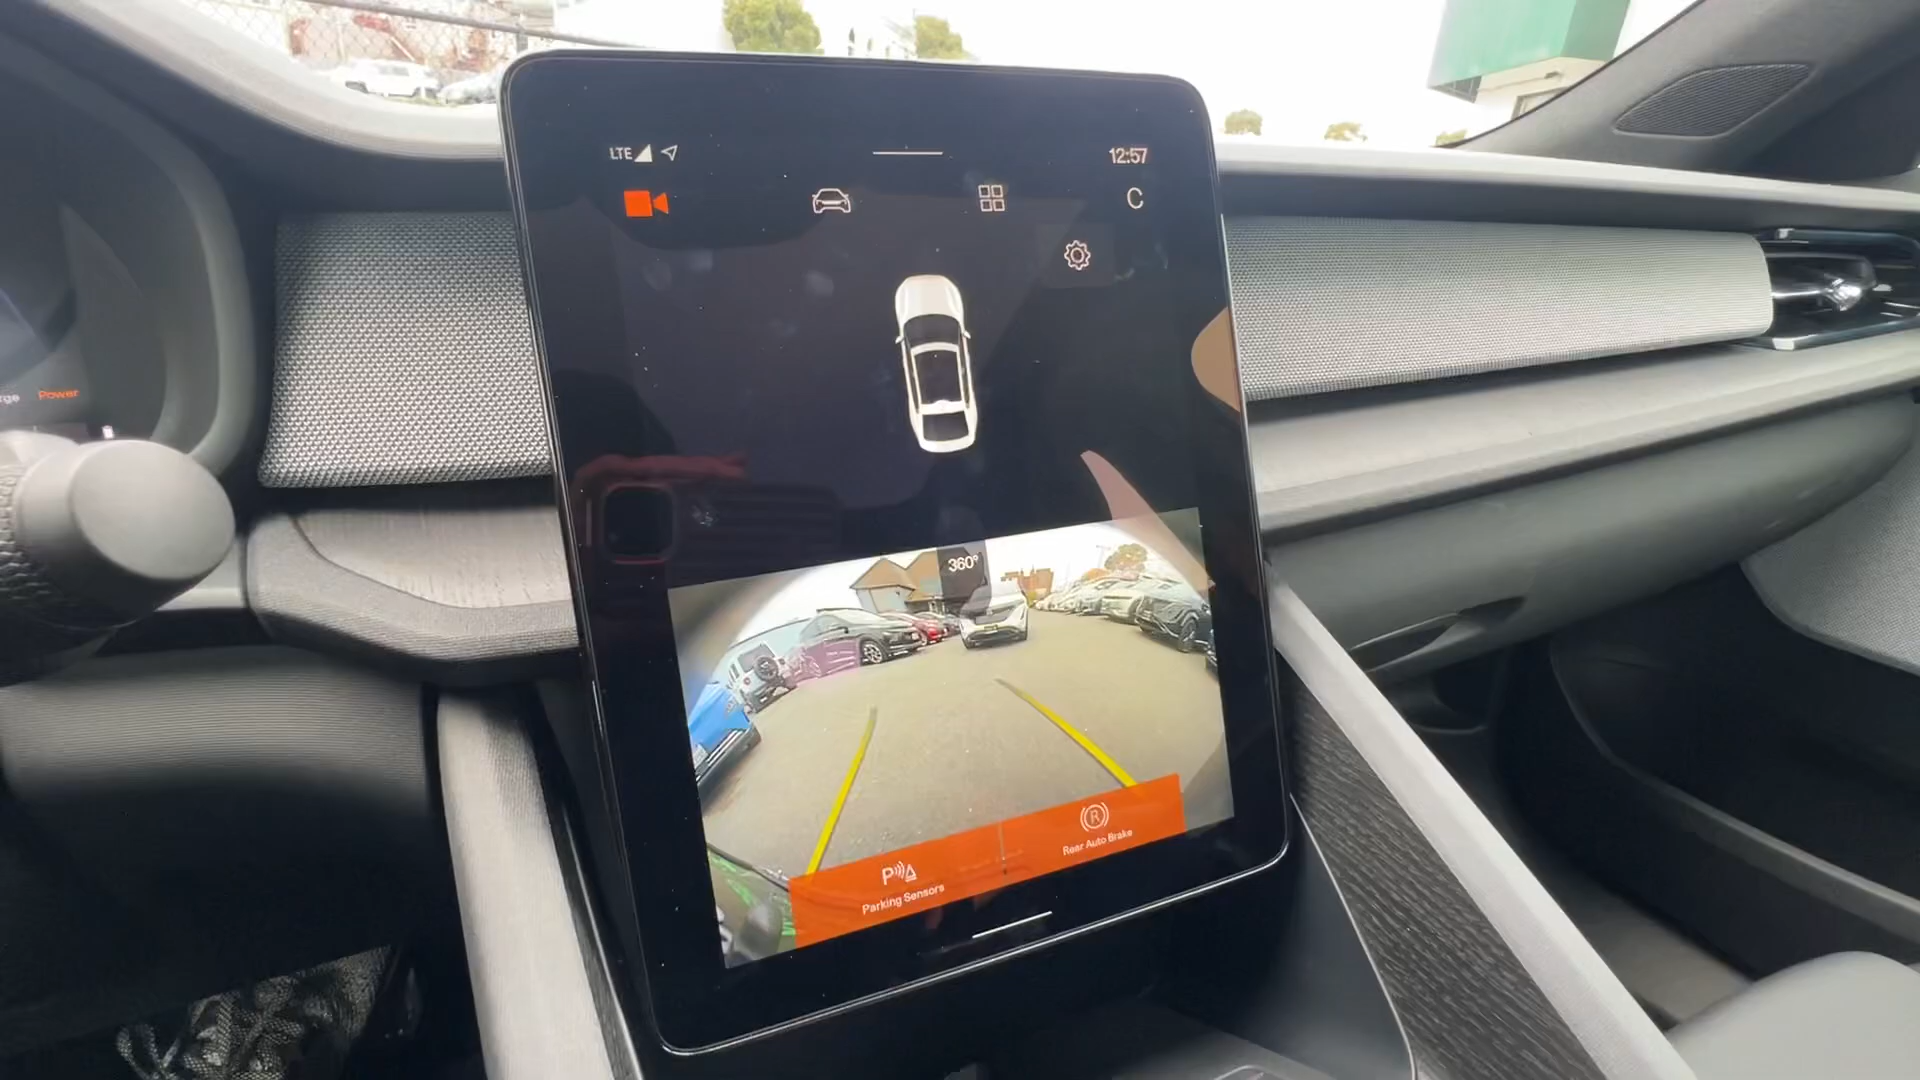 LTE
12:57
C
rge Power
360°
P
Parking Sensors
R
Rear Auto Brake